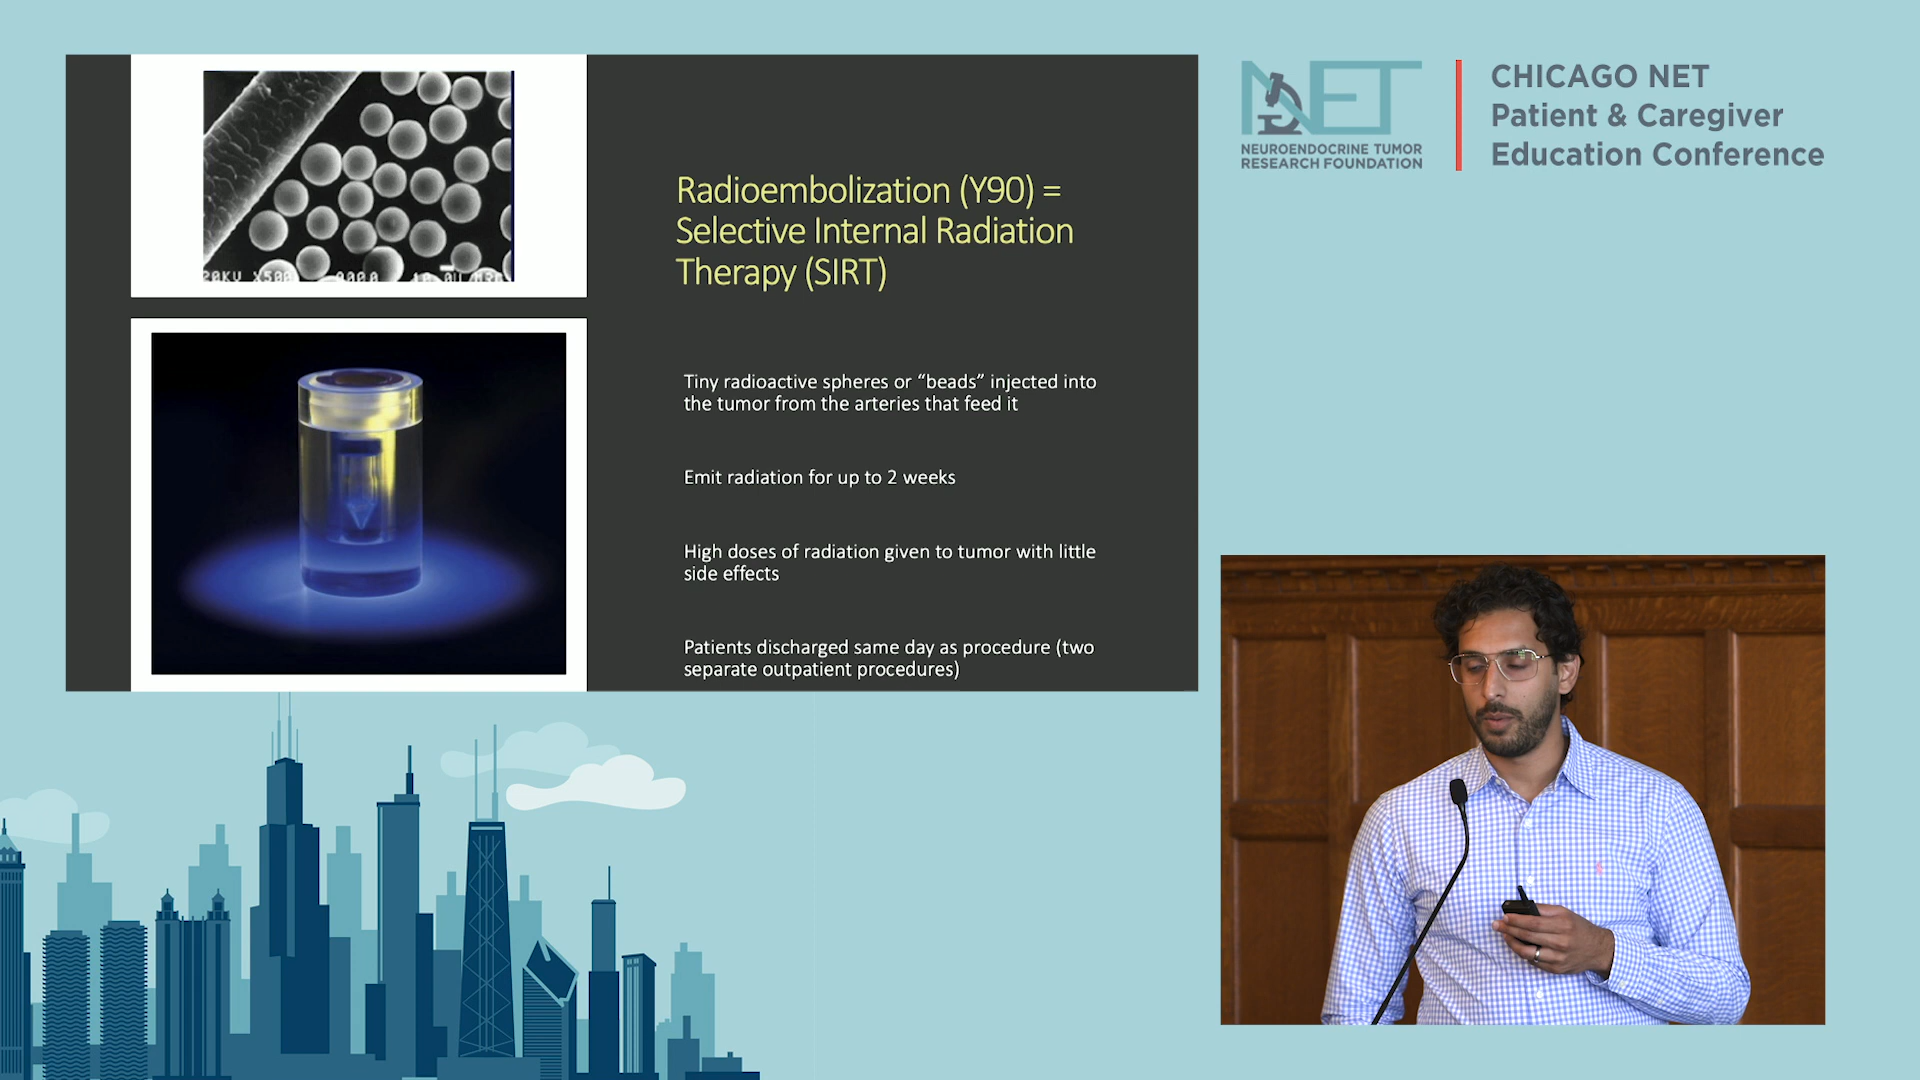 Radioembolization (Y90) =
Selective Internal Radiation
Therapy (SIRT)
Tiny radioactive spheres or “beads” injected into
the tumor from the arteries that feed it
Emit radiation for up to 2 weeks
High doses of radiation given to tumor with little
side effects
Patients discharged same day as procedure (two
separate outpatient procedures)
20KU X500
NET
NEUROENDOCRINE TUMOR
RESEARCH FOUNDATION
CHICAGO NET
Patient & Caregiver
Education Conference